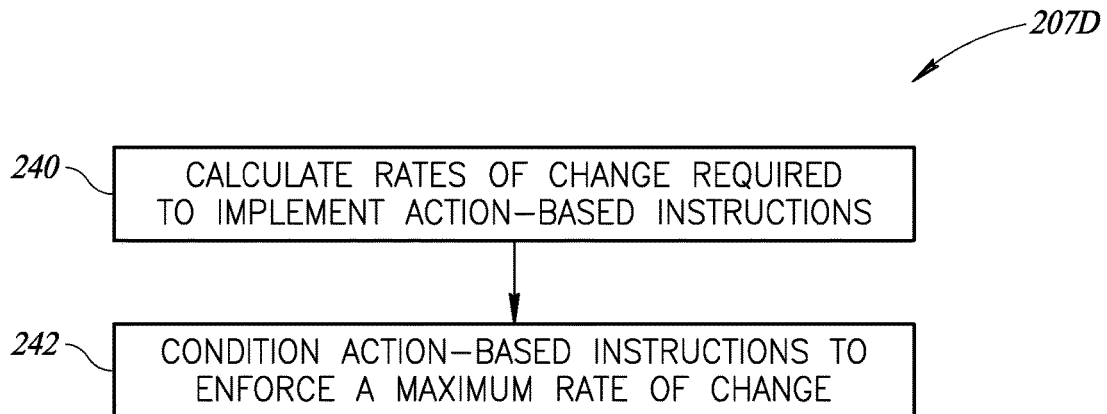 207D
240
CALCULATE RATES OF CHANGE REQUIRED
TO IMPLEMENT ACTION-BASED INSTRUCTIONS
242
CONDITION ACTION-BASED INSTRUCTIONS TO
ENFORCE A MAXIMUM RATE OF CHANGE